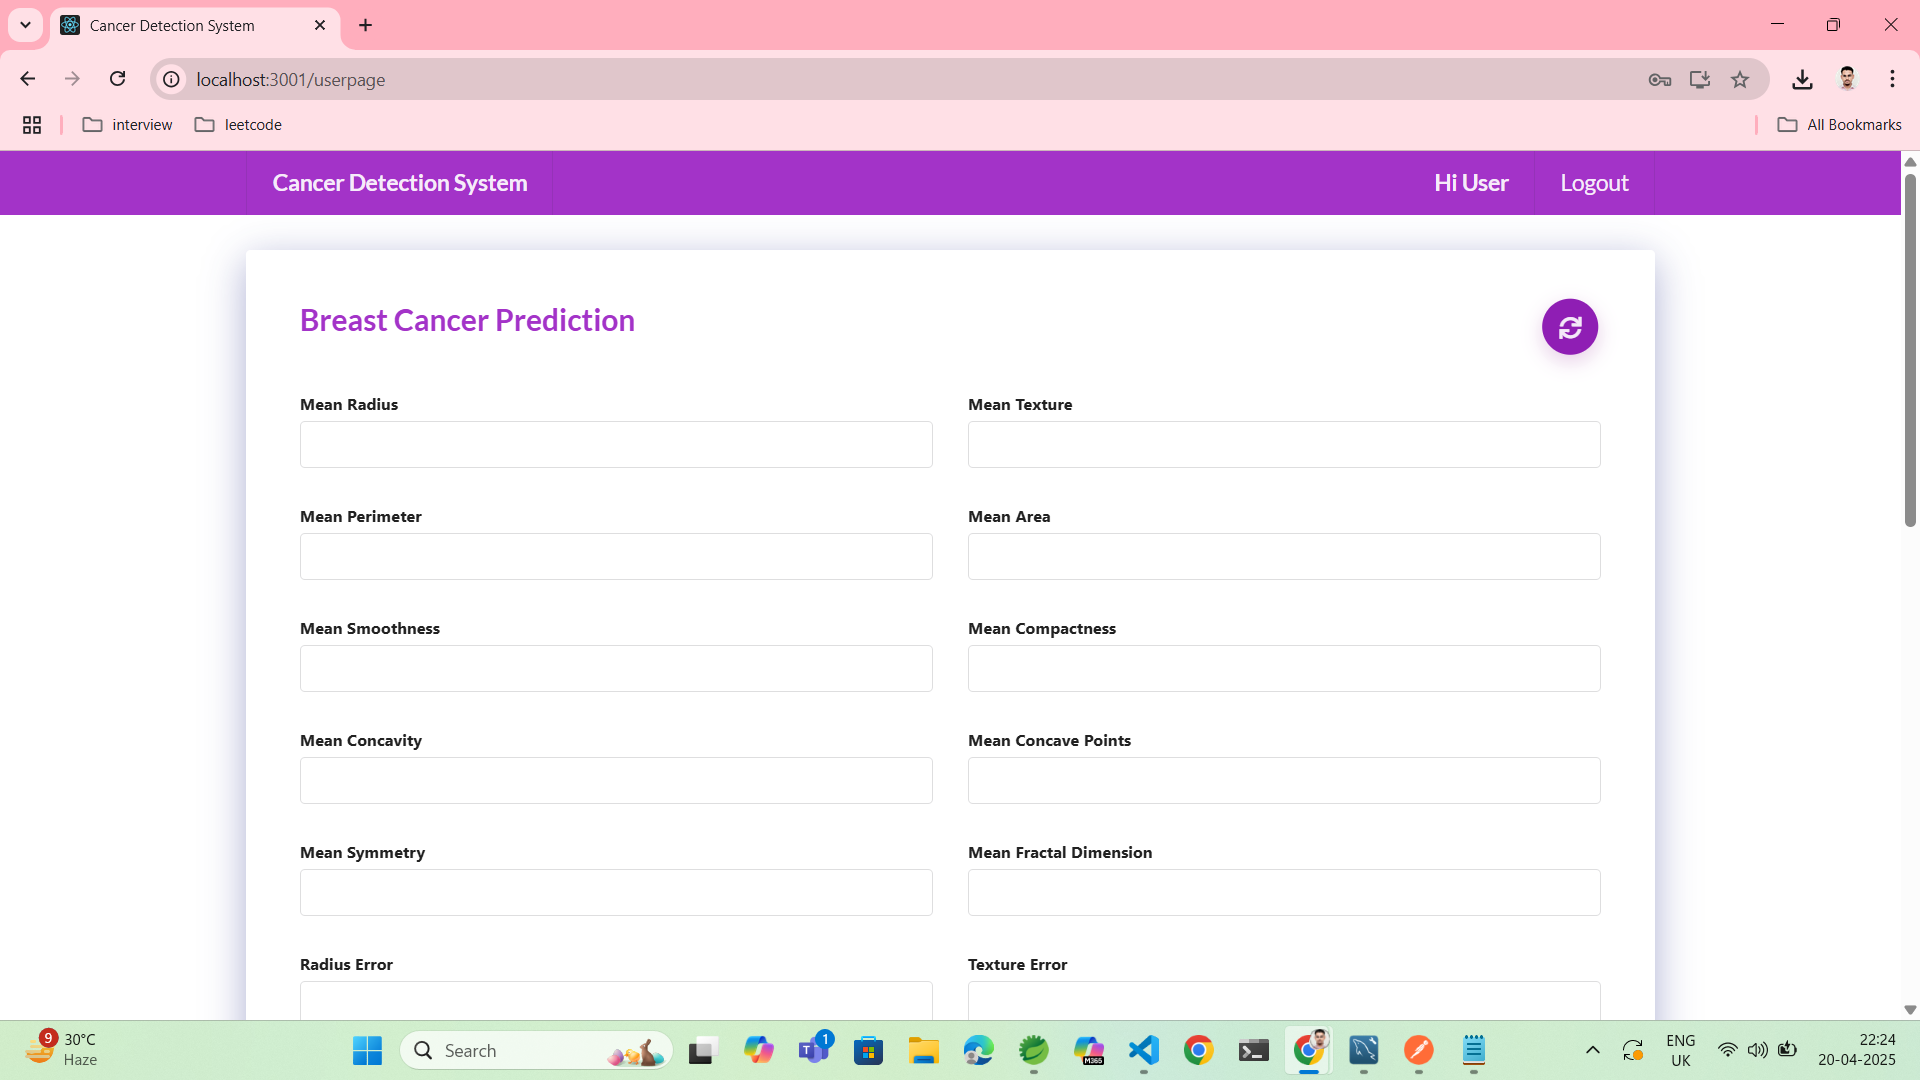 Cancer Detection System
localhost:3001/userpage
interview
leetcode
All Bookmarks
Cancer Detection System
Hi User
Logout
Breast Cancer Prediction
Mean Radius
Mean Texture
Mean Perimeter
Mean Area
Mean Smoothness
Mean Compactness
Mean Concavity
Mean Concave Points
Mean Symmetry
Mean Fractal Dimension
Radius Error
Texture Error
9
30°C
Haze
Search
1
M365
ENG
UK
22:24
20-04-2025